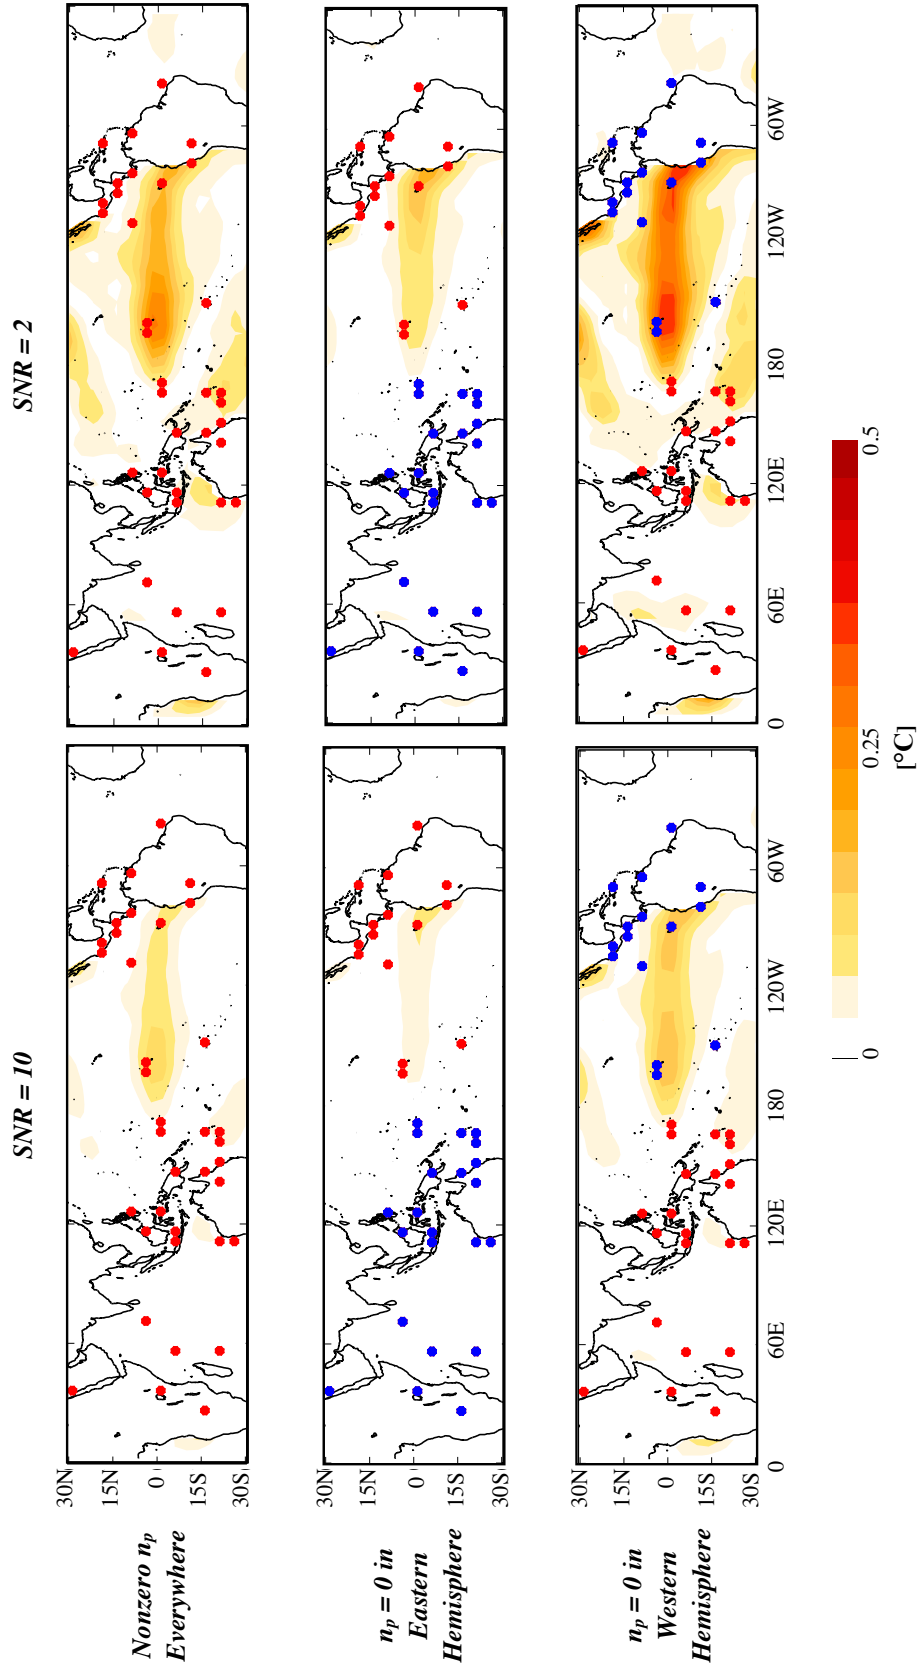 SNR = 10
SNR = 2
Nonzero n_p
Everywhere
30N
15N
0
15S
30S
n_p = 0 in
Eastern
Hemisphere
30N
15N
0
15S
30S
n_p = 0 in
Western
Hemisphere
30N
15N
0
15S
30S
0
60E
120E
180
120W
60W
0
60E
120E
180
120W
60W
0
0.25
0.5
[°C]